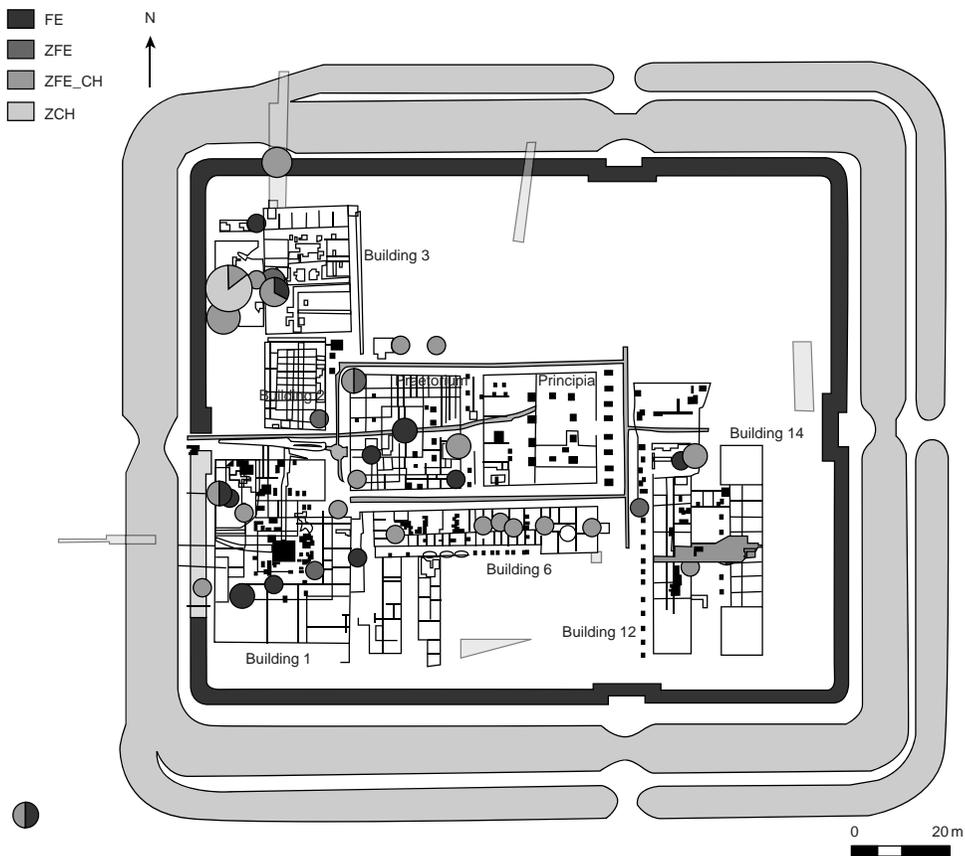 FE
N
ZFE
ZFE_CH
ZCH
Building 3
Praetorium
Principia
Building 2
Building 14
Building 6
Building 12
Building 1
0 20 m